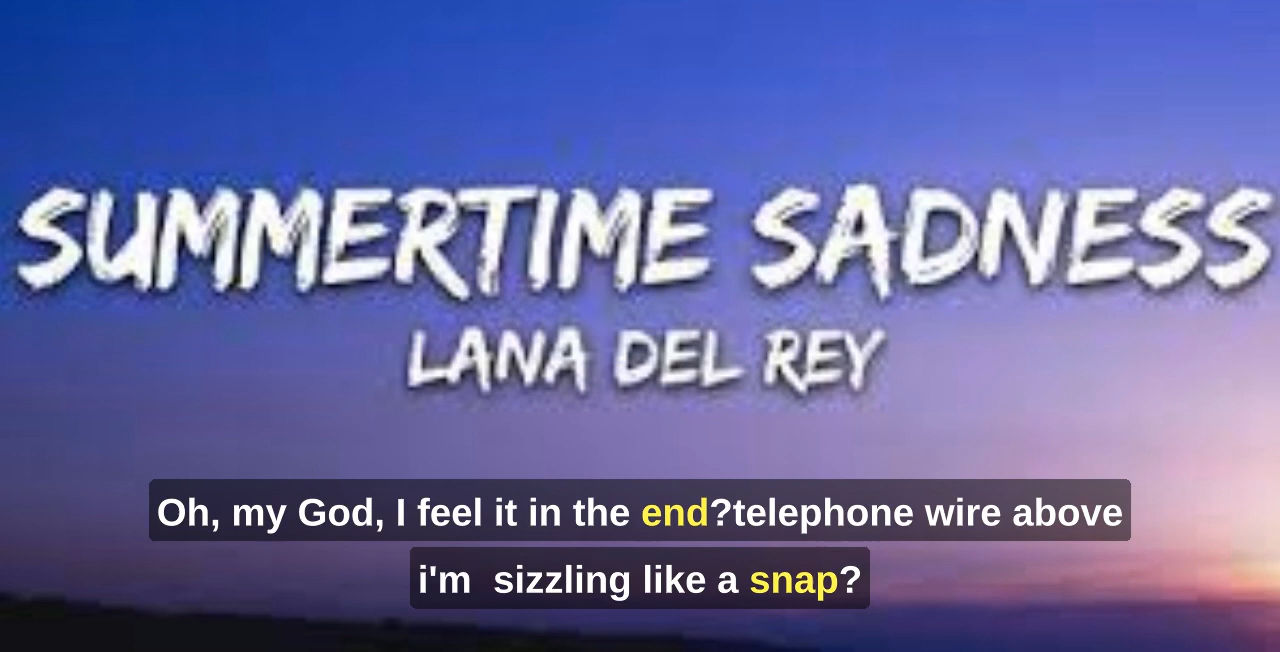 SUMMERTIME SADNESS
LANA DEL REY
Oh, my God, I feel it in the end?telephone wire above
i'm  sizzling like a snap?